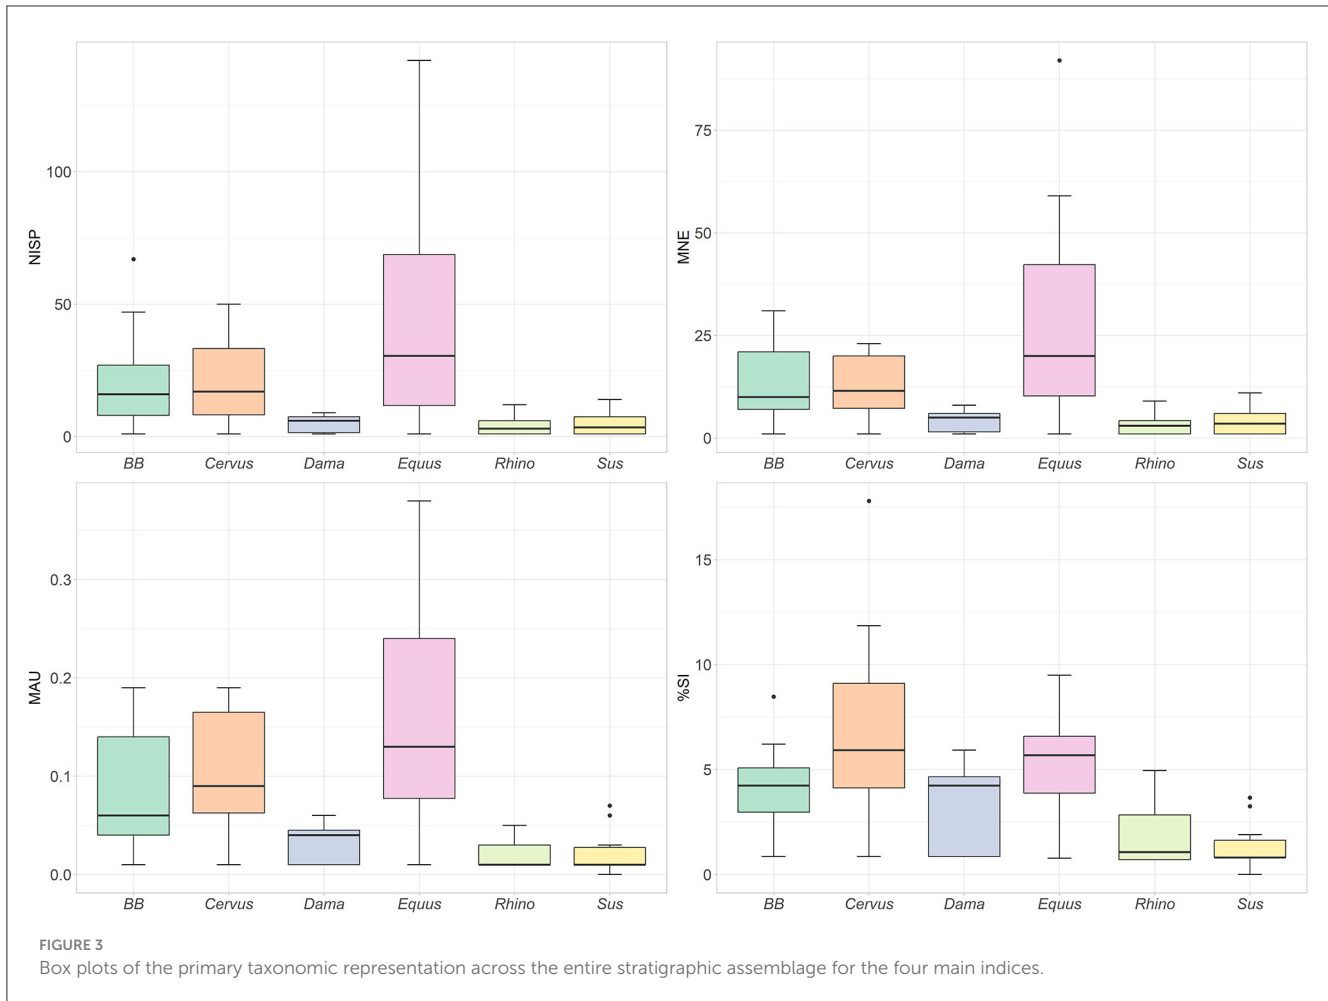 NISP
100
50
0
BB Cervus Dama Equus Rhino Sus
MNE
75
50
25
0
BB Cervus Dama Equus Rhino Sus
MAU
0.3
0.2
0.1
0.0
BB Cervus Dama Equus Rhino Sus
%SI
15
10
5
0
BB Cervus Dama Equus Rhino Sus
FIGURE 3
Box plots of the primary taxonomic representation across the entire stratigraphic assemblage for the four main indices.